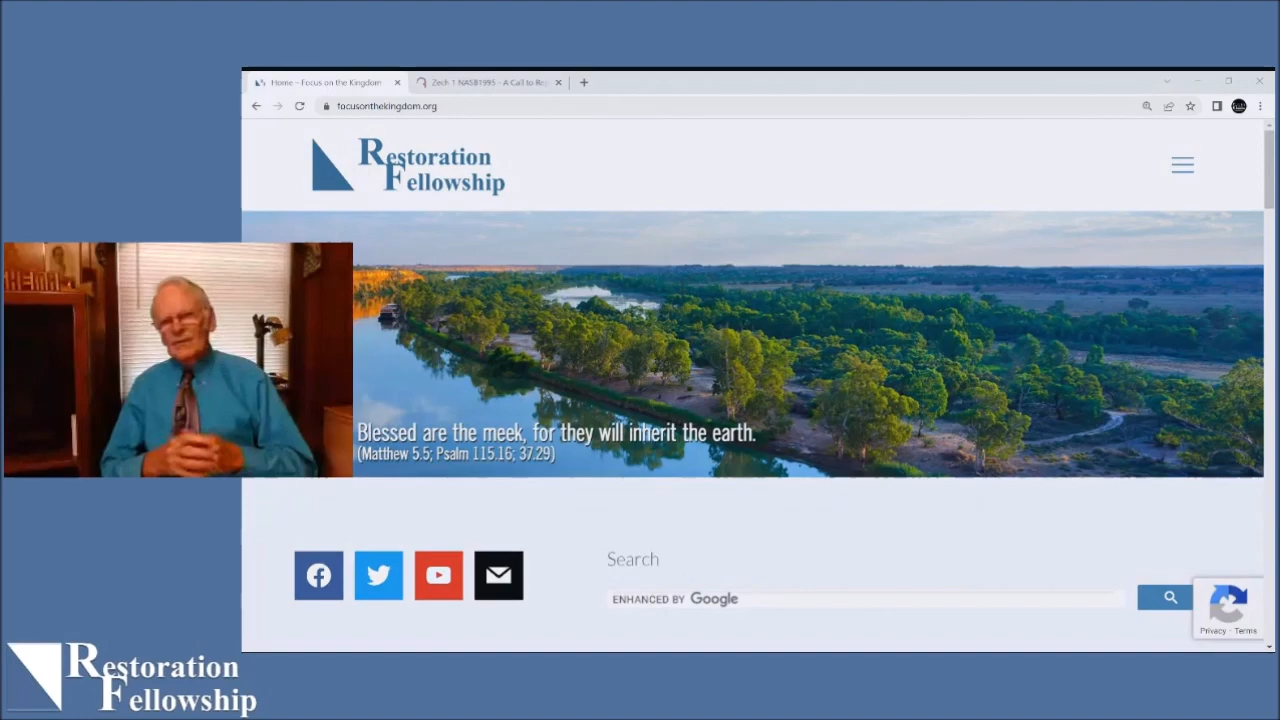 Home – Focus on the Kingdom
Zech 1 NASB1995 - A Call to Re
focusonthekingdom.org
Restoration
Fellowship
Blessed are the meek, for they will inherit the earth.
(Matthew 5.5; Psalm 115.16; 37.29)
Search
ENHANCED BY Google
Privacy - Terms
Restoration
Fellowship